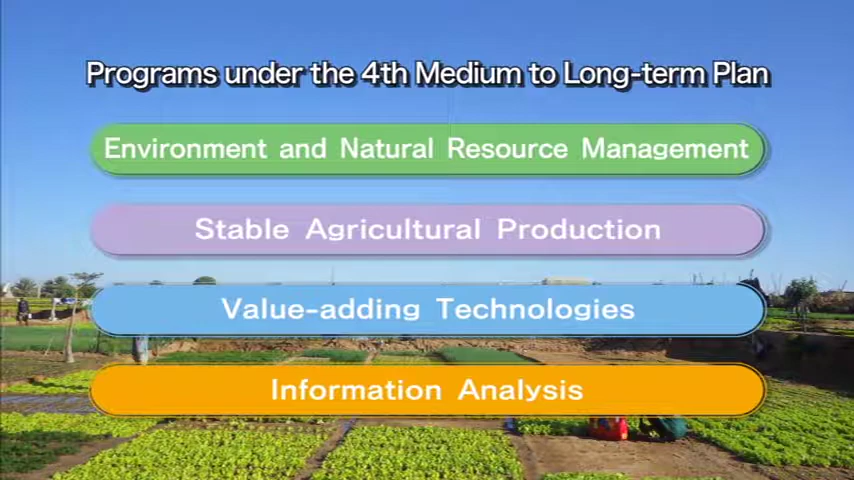 Programs under the 4th Medium to Long-term Plan
Environment and Natural Resource Management
Stable Agricultural Production
Value-adding Technologies
Information Analysis